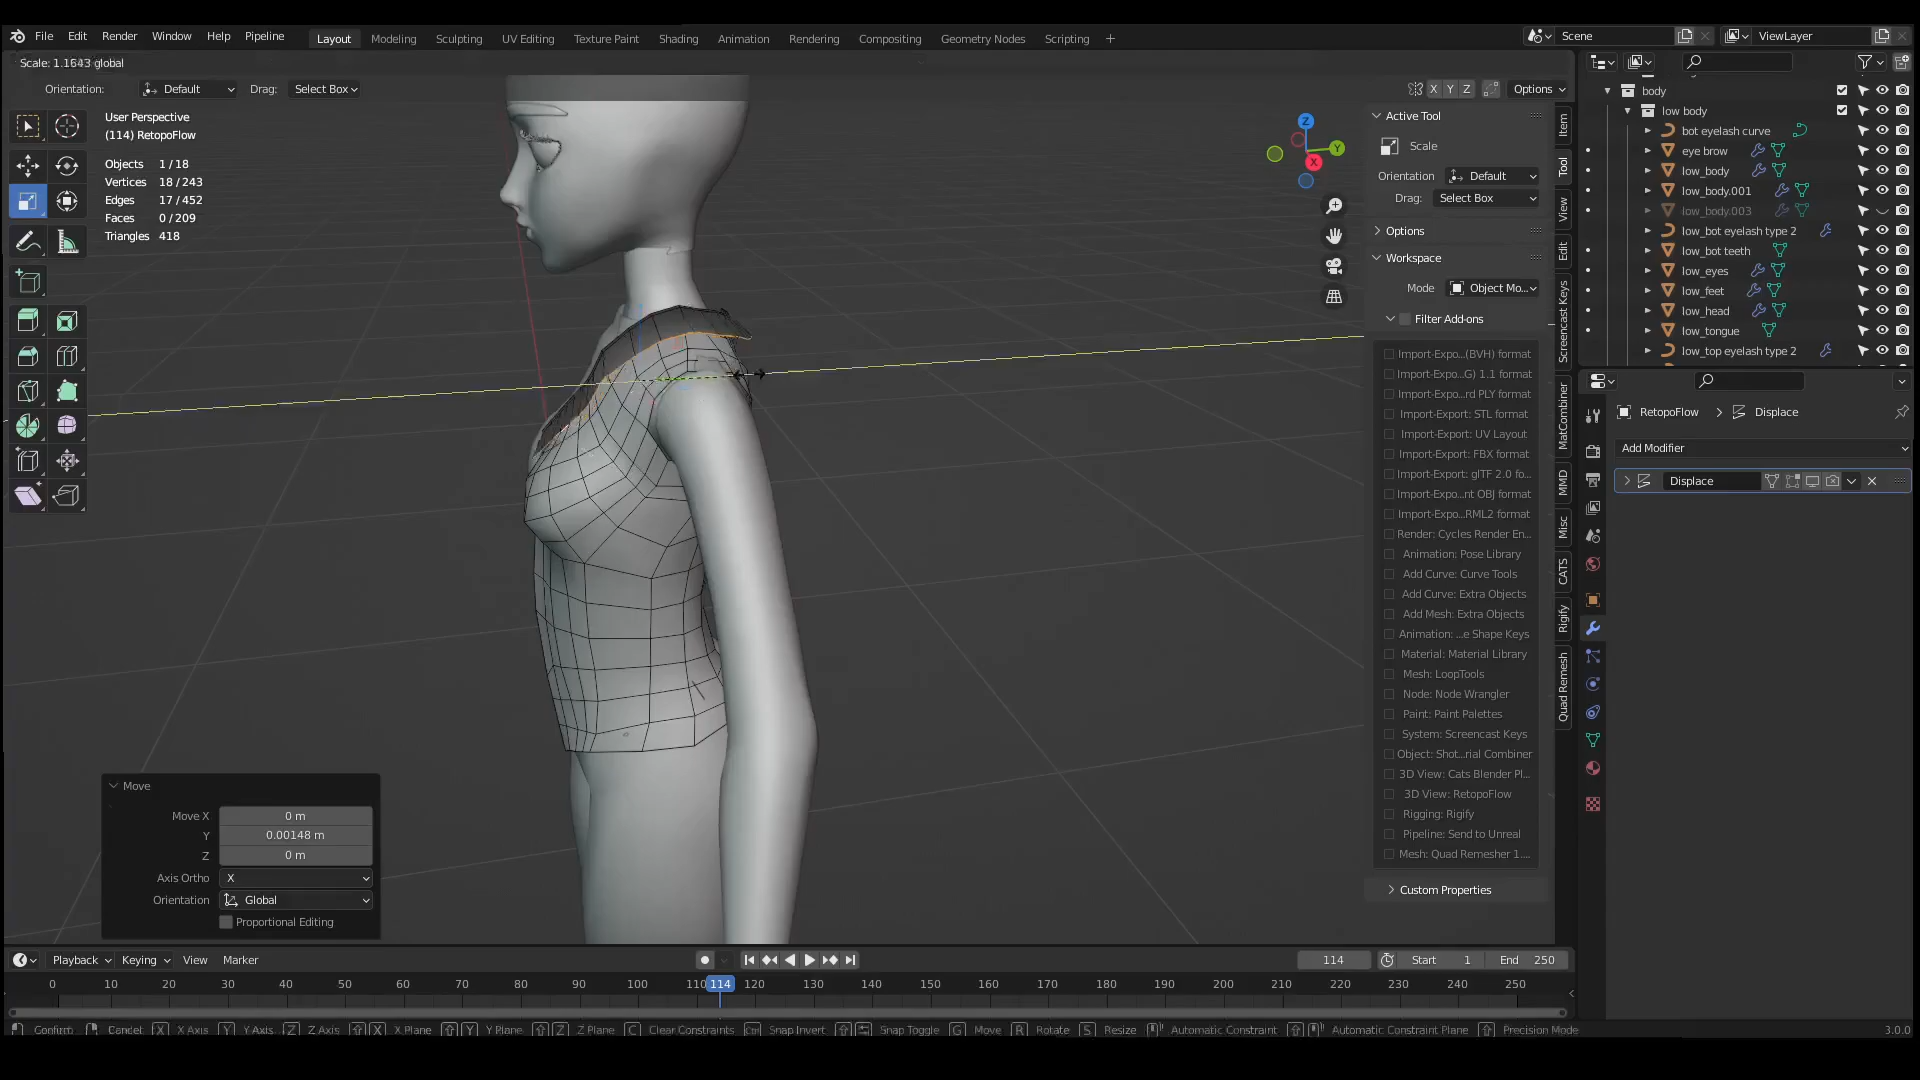 File Edit Render Window Help Pipeline Layout Modeling Sculpting UV Editing Texture Paint Shading Animation Rendering Compositing Geometry Nodes Scripting Scene ViewLayer
Scale: 1.1643 global
Orientation: Default Drag: Select Box X Y Z Options
User Perspective
(114) RetopoFlow
Objects 1 / 18
Vertices 18 / 243
Edges 17 / 452
Faces 0 / 209
Triangles 418
Z
Y
X
Active Tool
Scale
Orientation Default
Drag: Select Box
Options
Workspace
Mode Object Mo...
Filter Add-ons
Import-Expo...(BVH) format
Import-Expo...G) 1.1 format
Import-Expo...rd PLY format
Import-Export: STL format
Import-Export: UV Layout
Import-Export: FBX format
Import-Export: glTF 2.0 fo...
Import-Expo...nt OBJ format
Import-Expo...RML2 format
Render: Cycles Render En...
Animation: Pose Library
Add Curve: Curve Tools
Add Curve: Extra Objects
Add Mesh: Extra Objects
Animation: ...e Shape Keys
Material: Material Library
Mesh: LoopTools
Node: Node Wrangler
Paint: Paint Palettes
System: Screencast Keys
Object: Shot...rial Combiner
3D View: Cats Blender Pl...
3D View: RetopoFlow
Rigging: Rigify
Pipeline: Send to Unreal
Mesh: Quad Remesher 1....
Custom Properties
Item
Tool
View
Edit
Screencast Keys
MatCombiner
MMD
Misc
CATS
Rigify
Quad Remesh
body
low body
bot eyelash curve
eye brow
low_body
low_body.001
low_body.003
low_bot eyelash type 2
low_bot teeth
low_eyes
low_feet
low_head
low_tongue
low_top eyelash type 2
RetopoFlow > Displace
Add Modifier
Displace
Move
Move X 0 m
Y 0.00148 m
Z 0 m
Axis Ortho X
Orientation Global
Proportional Editing
Playback Keying View Marker 114 Start 1 End 250
0 10 20 30 40 50 60 70 80 90 100 110 114 120 130 140 150 160 170 180 190 200 210 220 230 240 250
Confirm Cancel X X Axis Y Y Axis Z Z Axis X X Plane Y Y Plane Z Z Plane C Clear Constraints Ctrl Snap Invert Snap Toggle G Move R Rotate S Resize Automatic Constraint Automatic Constraint Plane Precision Mode 3.0.0